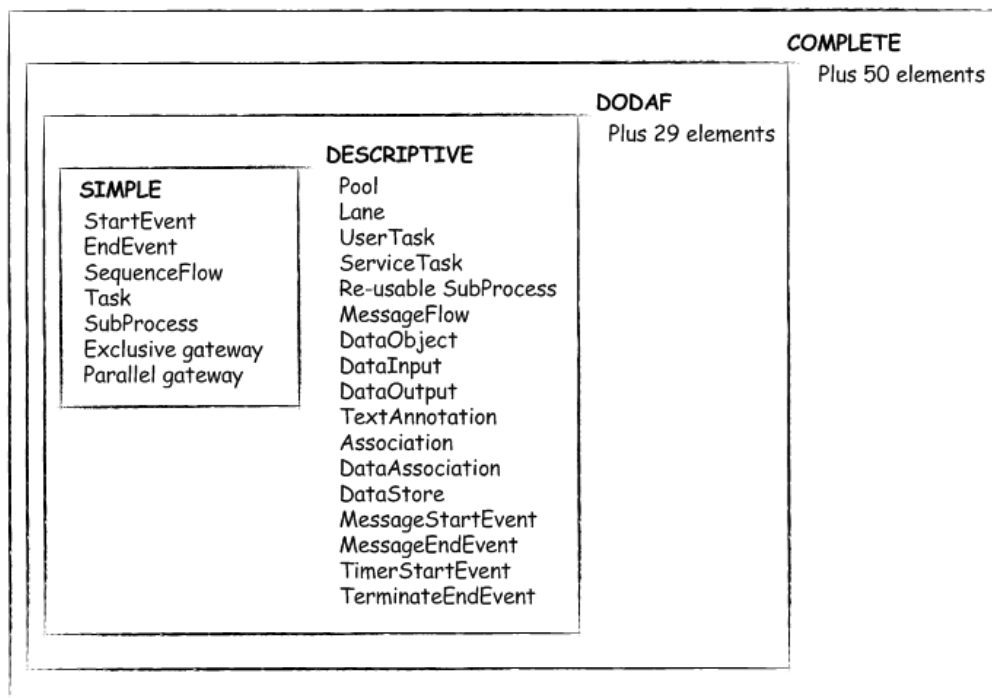 COMPLETE
Plus 50 elements
DODAF
Plus 29 elements
DESCRIPTIVE
Pool
Lane
UserTask
ServiceTask
Re-usable SubProcess
MessageFlow
DataObject
DataInput
DataOutput
TextAnnotation
Association
DataAssociation
DataStore
MessageStartEvent
MessageEndEvent
TimerStartEvent
TerminateEndEvent
SIMPLE
StartEvent
EndEvent
SequenceFlow
Task
SubProcess
Exclusive gateway
Parallel gateway